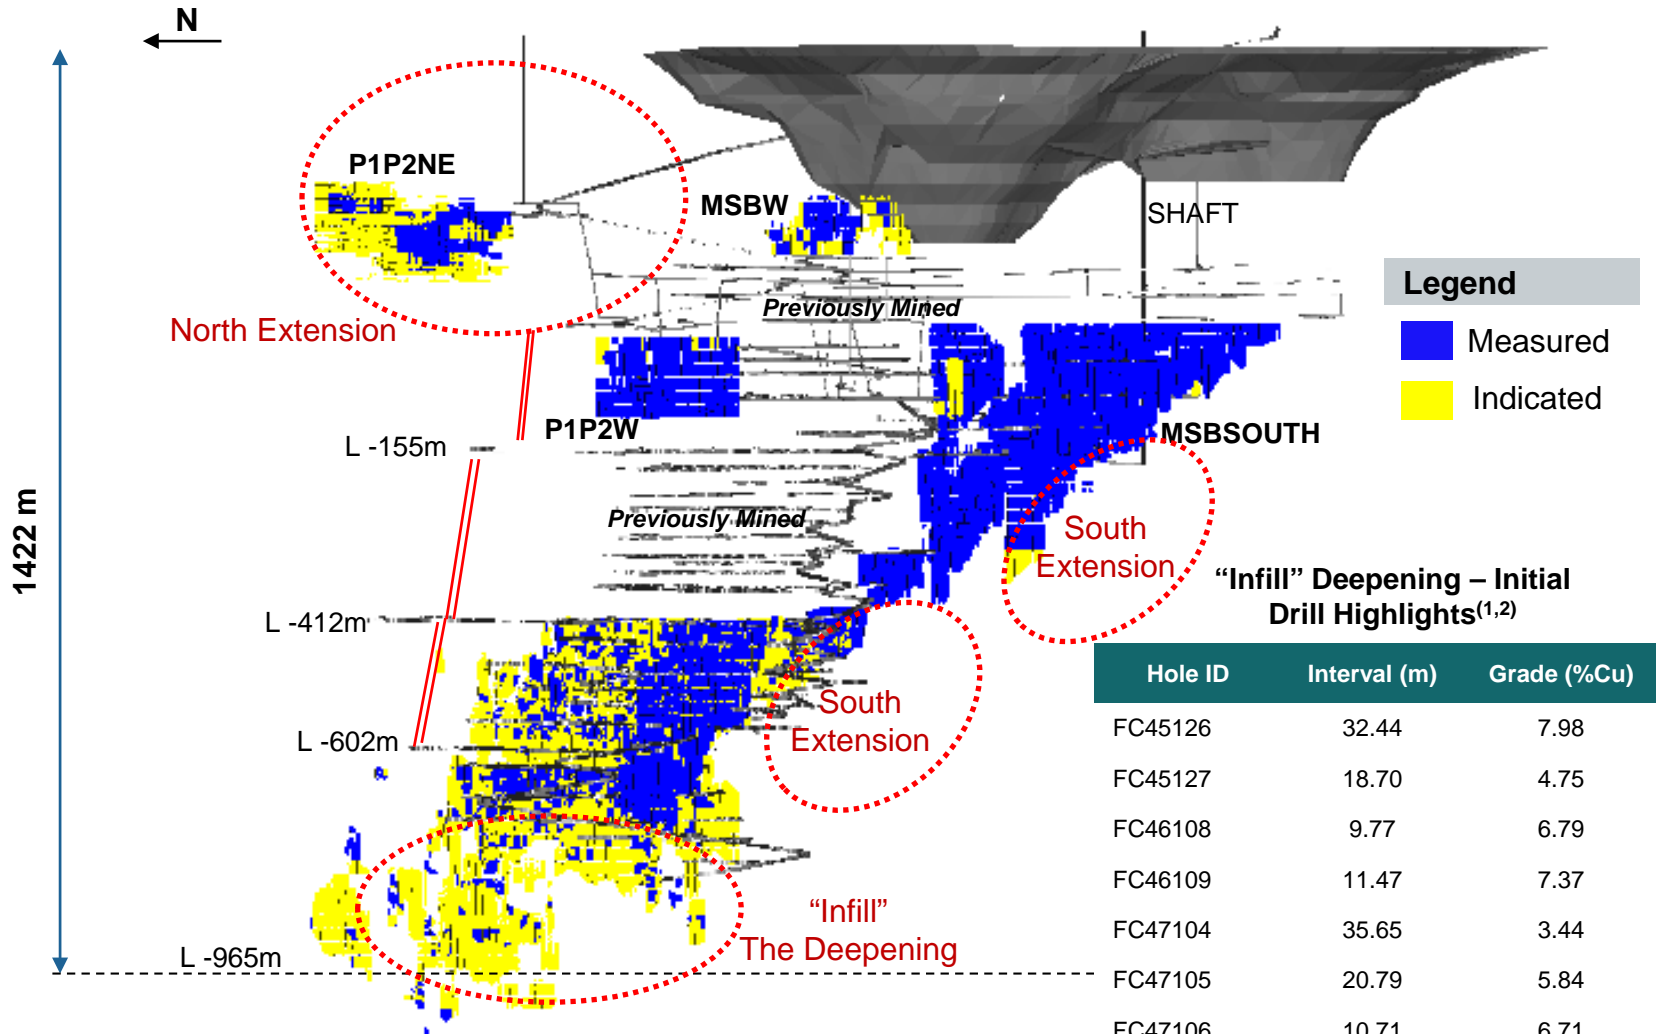 N
P1P2NE
MSBW
SHAFT
Previously Mined
North Extension
Legend
Measured
Indicated
P1P2W
MSBSOUTH
L -155m
1422 m
Previously Mined
South
Extension
"Infill" Deepening – Initial
Drill Highlights(1,2)
L -412m
Hole ID Interval (m) Grade (%Cu)
FC45126 32.44 7.98
South
Extension
L -602m
FC45127 18.70 4.75
FC46108 9.77 6.79
FC46109 11.47 7.37
"Infill"
The Deepening
FC47104 35.65 3.44
L -965m
FC47105 20.79 5.84
FC47106 10.71 6.71